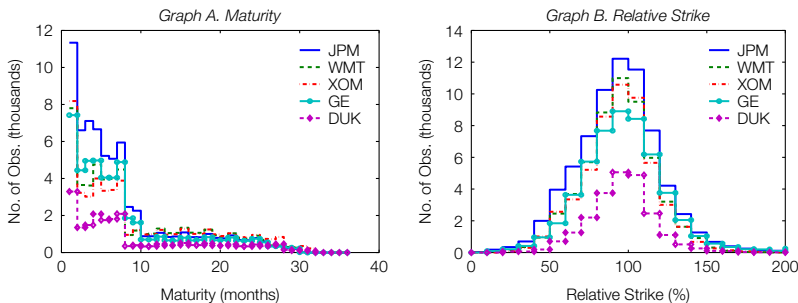 Graph A. Maturity
12
10
8
6
4
2
0
No. of Obs. (thousands)
JPM
WMT
XOM
GE
DUK
0 10 20 30 40
Maturity (months)
Graph B. Relative Strike
14
12
10
8
6
4
2
0
No. of Obs. (thousands)
JPM
WMT
XOM
GE
DUK
0 50 100 150 200
Relative Strike (%)